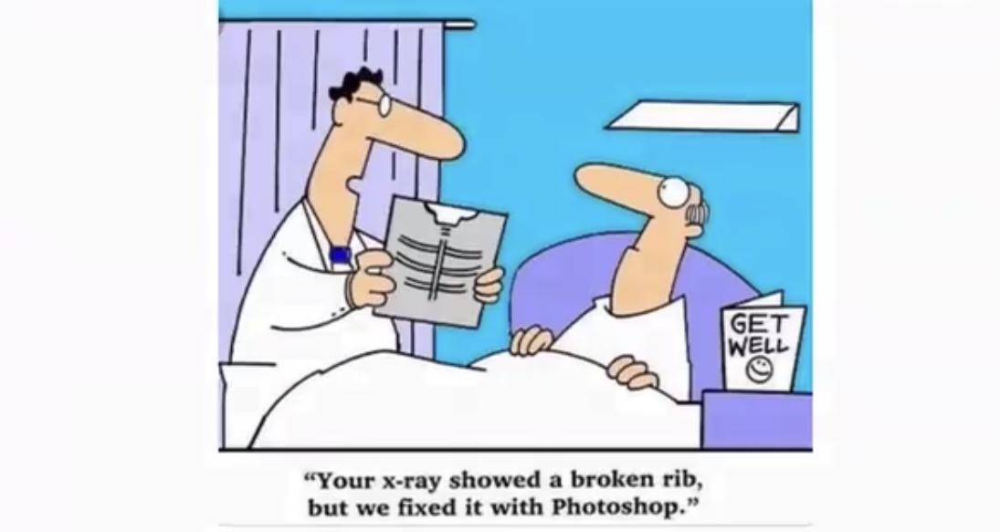 GET
WELL
“Your x-ray showed a broken rib,
but we fixed it with Photoshop.”